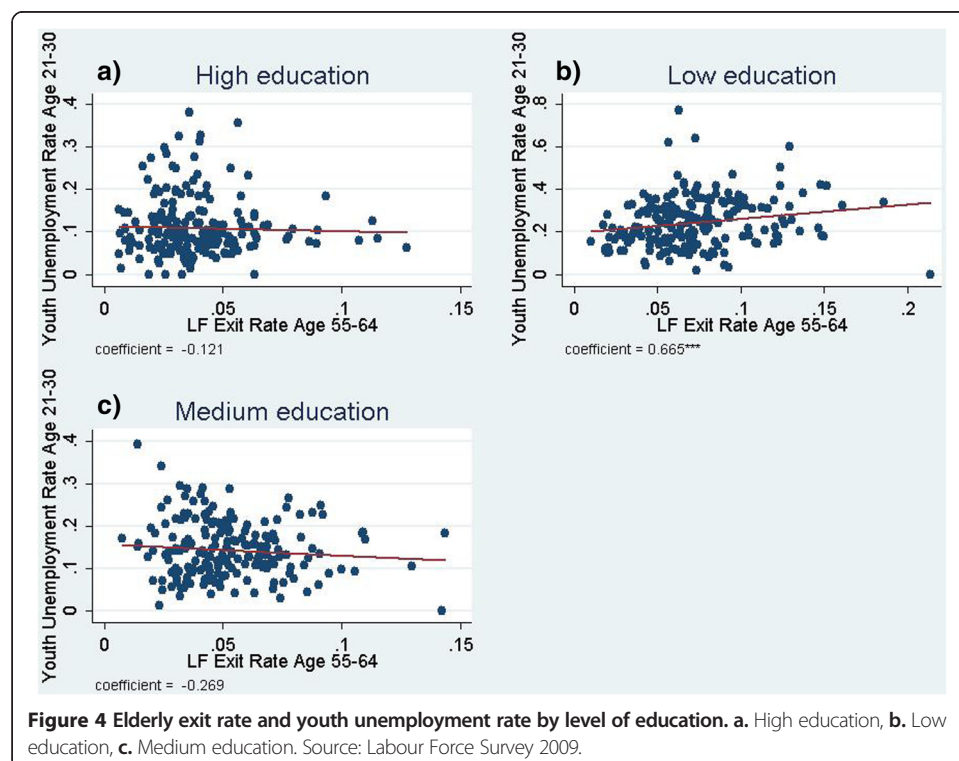 a)
High education
Youth Unemployment Rate Age 21-30
.4
.3
.2
.1
0
0 .05 .1 .15
LF Exit Rate Age 55-64
coefficient = -0.121
b)
Low education
Youth Unemployment Rate Age 21-30
.8
.6
.4
.2
0
0 .05 .1 .15 .2
LF Exit Rate Age 55-64
coefficient = 0.665***
c)
Medium education
Youth Unemployment Rate Age 21-30
.4
.3
.2
.1
0
0 .05 .1 .15
LF Exit Rate Age 55-64
coefficient = -0.269
Figure 4 Elderly exit rate and youth unemployment rate by level of education. a. High education, b. Low
education, c. Medium education. Source: Labour Force Survey 2009.